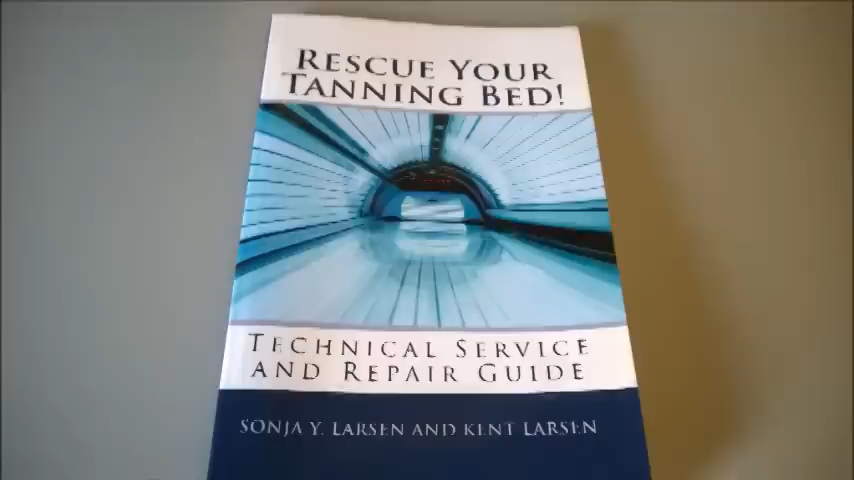 RESCUE YOUR
TANNING BED!
TECHNICAL SERVICE
AND REPAIR GUIDE
SONJA Y. LARSEN AND KENT LARSEN